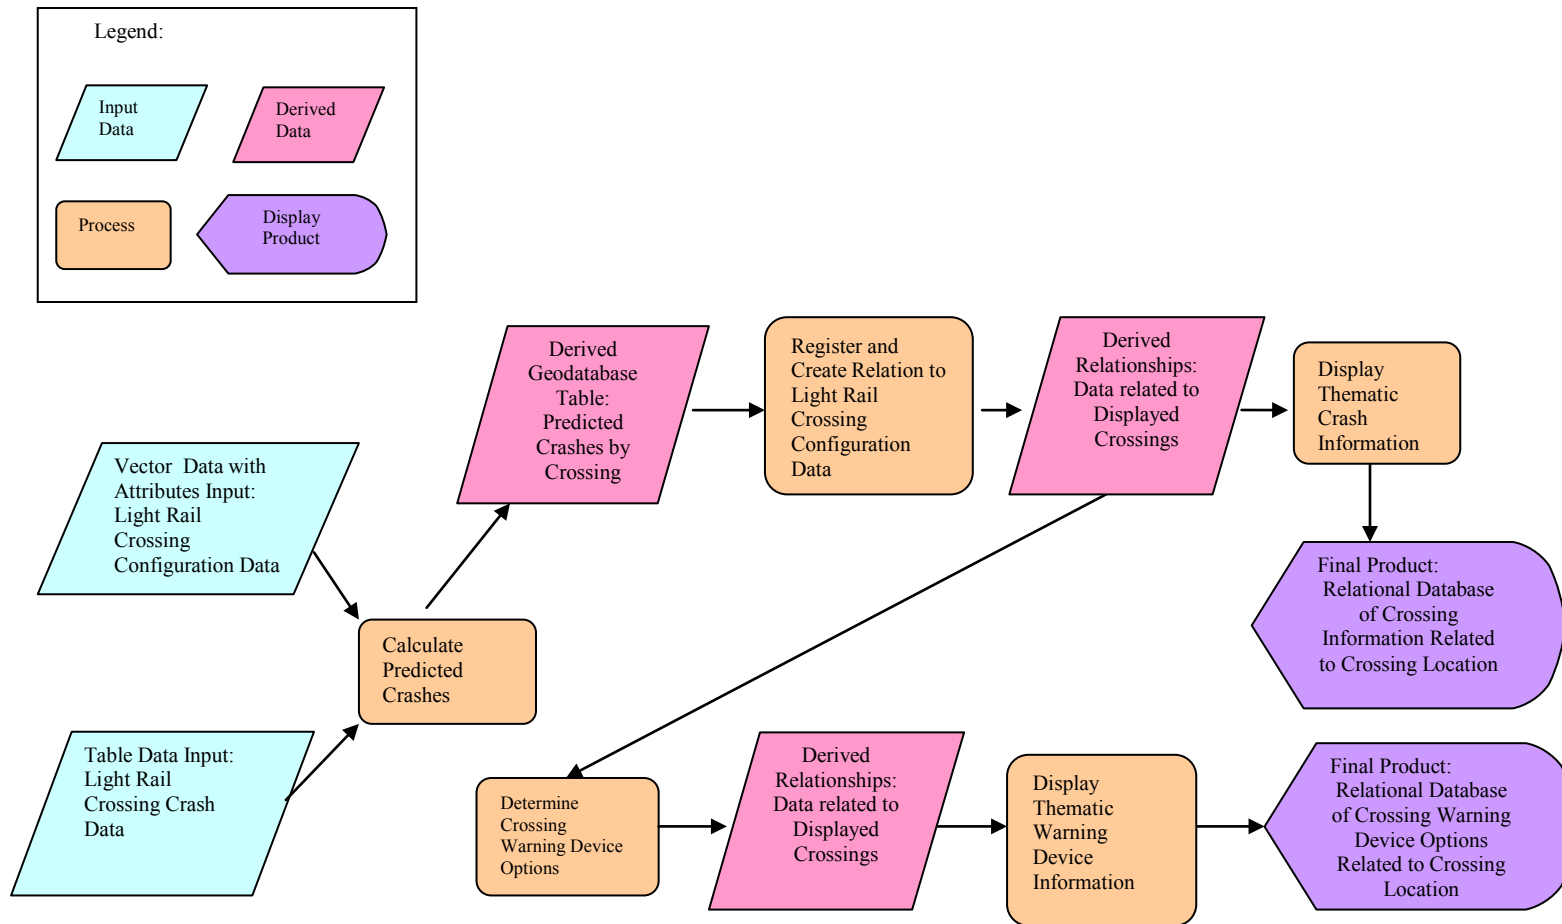 Legend:
Input
Data
Derived
Data
Process
Display
Product
Vector Data with
Attributes Input:
Light Rail
Crossing
Configuration Data
Table Data Input:
Light Rail
Crossing Crash
Data
Calculate
Predicted
Crashes
Derived
Geodatabase
Table:
Predicted
Crashes by
Crossing
Register and
Create Relation to
Light Rail
Crossing
Configuration
Data
Derived
Relationships:
Data related to
Displayed
Crossings
Display
Thematic
Crash
Information
Final Product:
Relational Database
of Crossing
Information Related
to Crossing Location
Determine
Crossing
Warning Device
Options
Derived
Relationships:
Data related to
Displayed
Crossings
Display
Thematic
Warning
Device
Information
Final Product:
Relational Database
of Crossing Warning
Device Options
Related to Crossing
Location